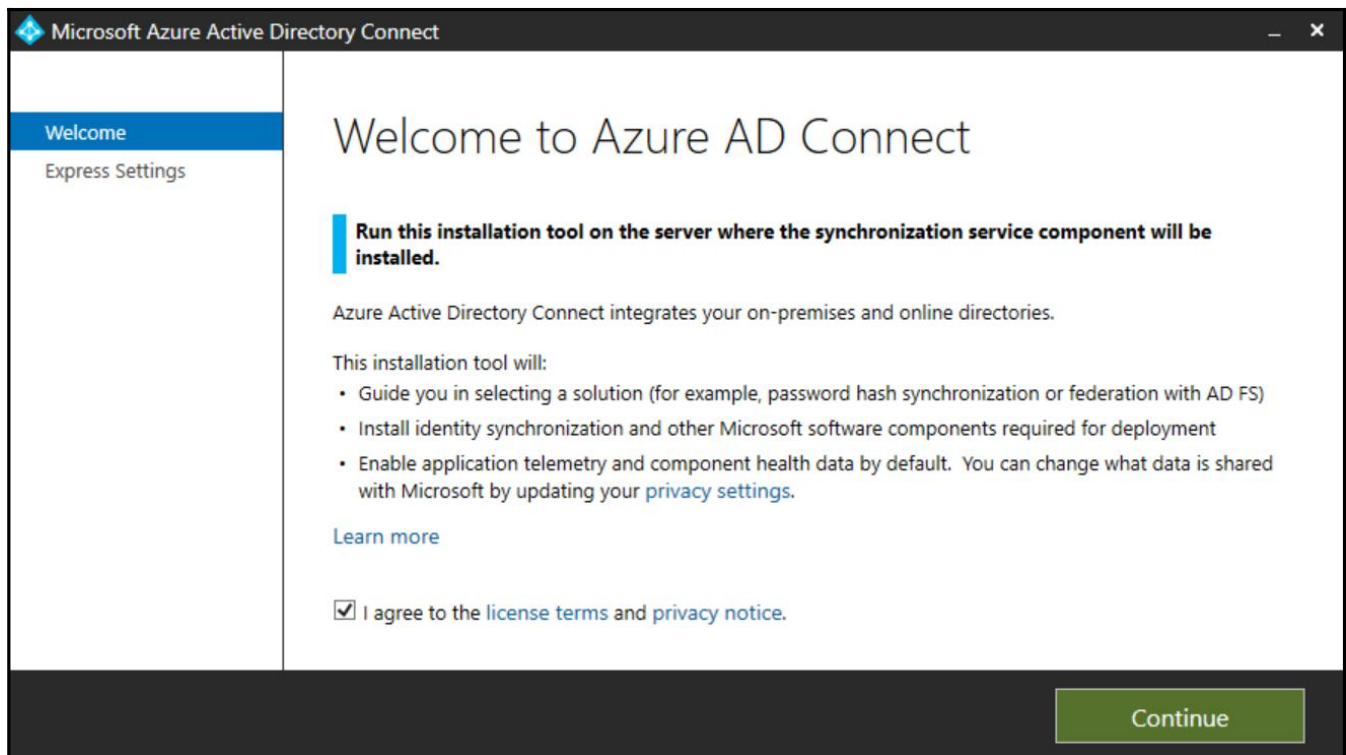 Microsoft Azure Active Directory Connect
Welcome
Express Settings
Welcome to Azure AD Connect
Run this installation tool on the server where the synchronization service component will be
installed.
Azure Active Directory Connect integrates your on-premises and online directories.
This installation tool will:
• Guide you in selecting a solution (for example, password hash synchronization or federation with AD FS)
• Install identity synchronization and other Microsoft software components required for deployment
• Enable application telemetry and component health data by default.  You can change what data is shared
with Microsoft by updating your privacy settings.
Learn more
I agree to the license terms and privacy notice.
Continue